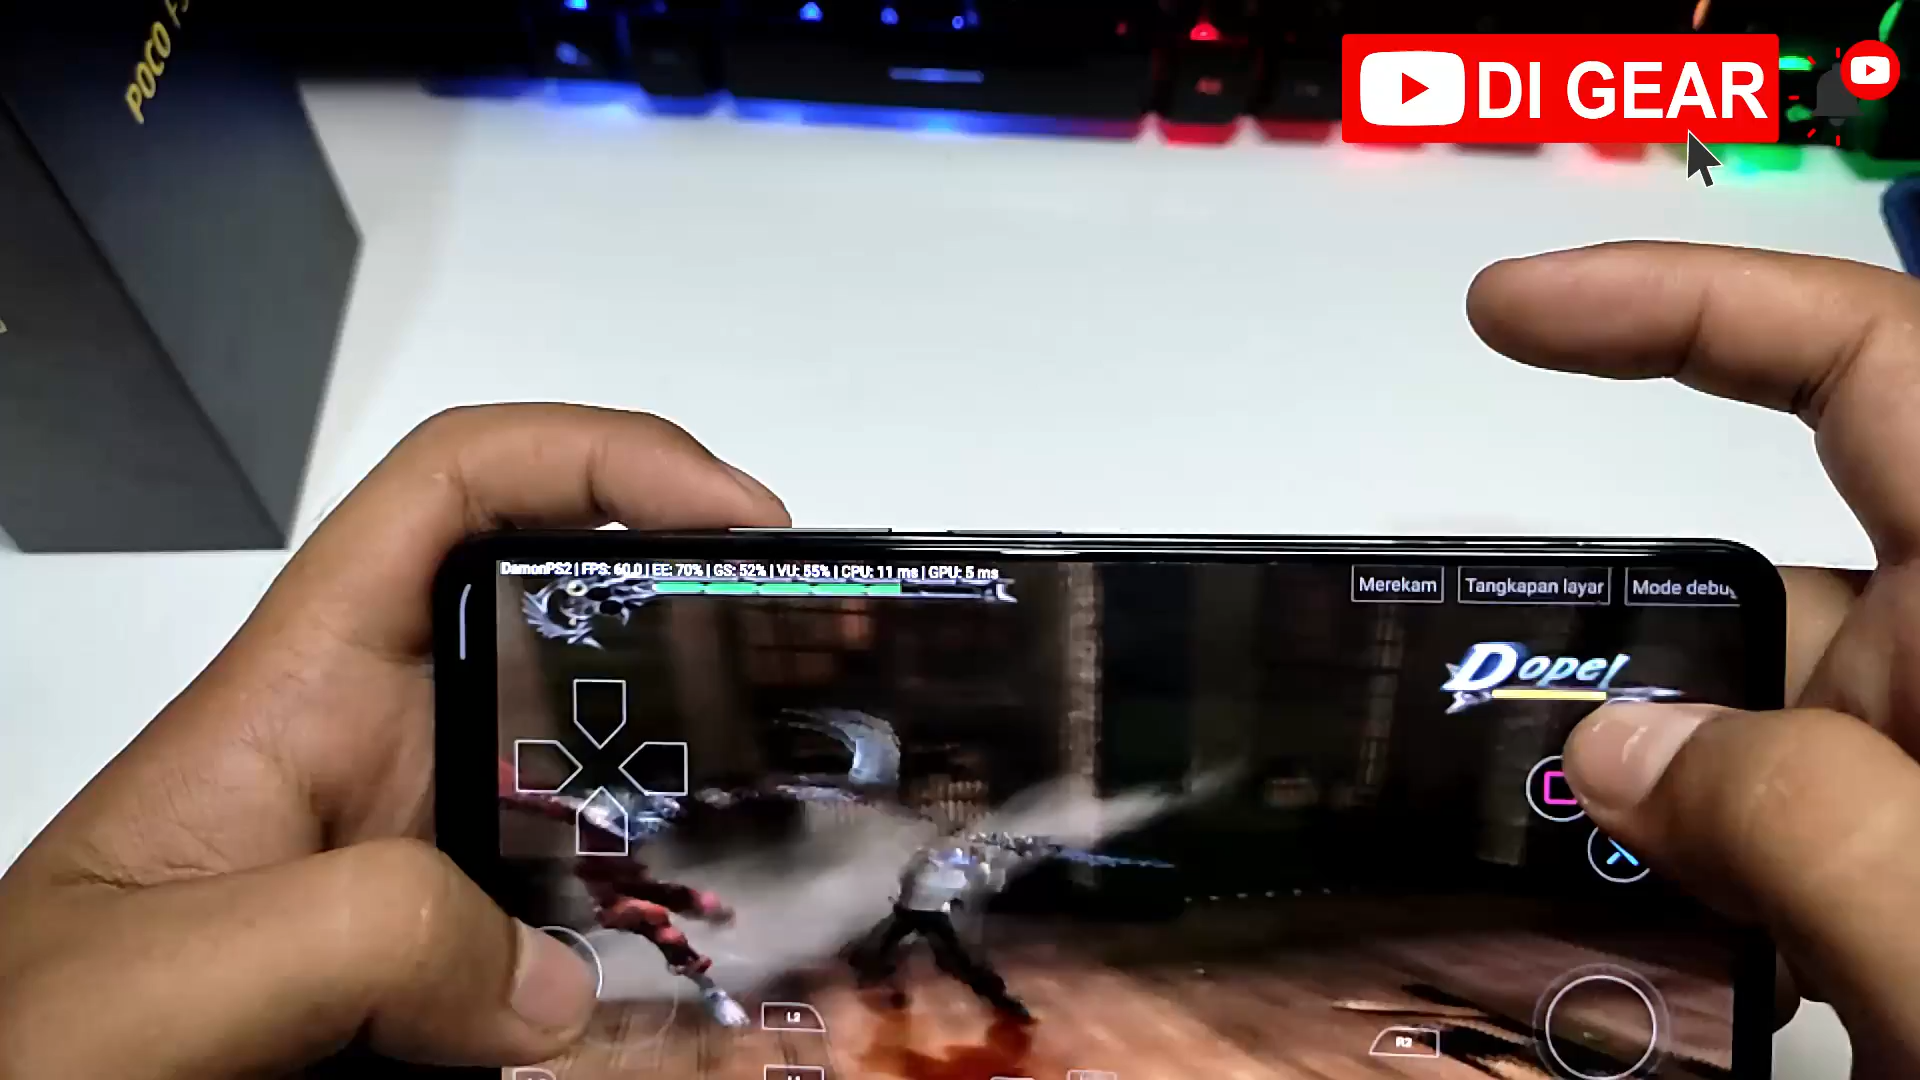 POCO F
DI GEAR
DamonPS2 | FPS: 60.0 | EE: 70% | GS: 52% | VU: 55% | CPU: 11 ms | GPU: 5 ms
Merekam
Tangkapan layar
Mode debu
Dope!
L2
R2